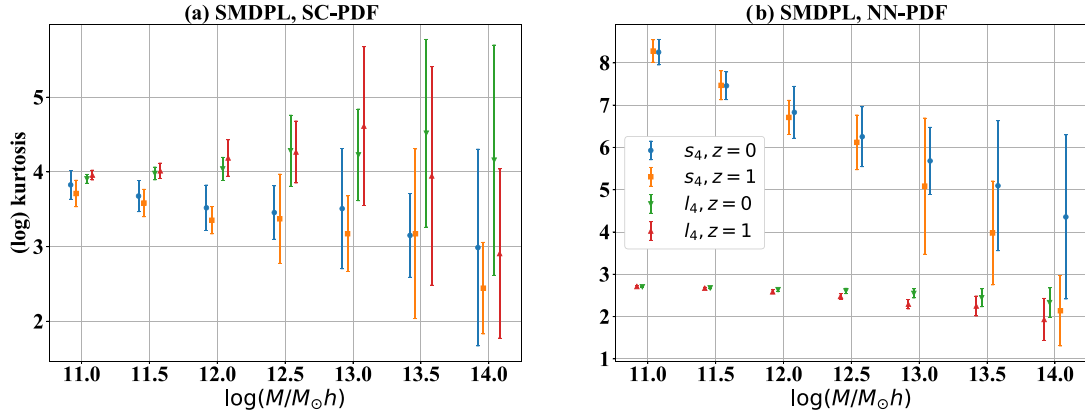 (a) SMDPL, SC-PDF
(log) kurtosis
5
4
3
2
11.0 11.5 12.0 12.5 13.0 13.5 14.0
log(M/M⊙h)
(b) SMDPL, NN-PDF
8
7
6
5
4
3
2
1
s₄, z = 0
s₄, z = 1
l₄, z = 0
l₄, z = 1
11.0 11.5 12.0 12.5 13.0 13.5 14.0
log(M/M⊙h)